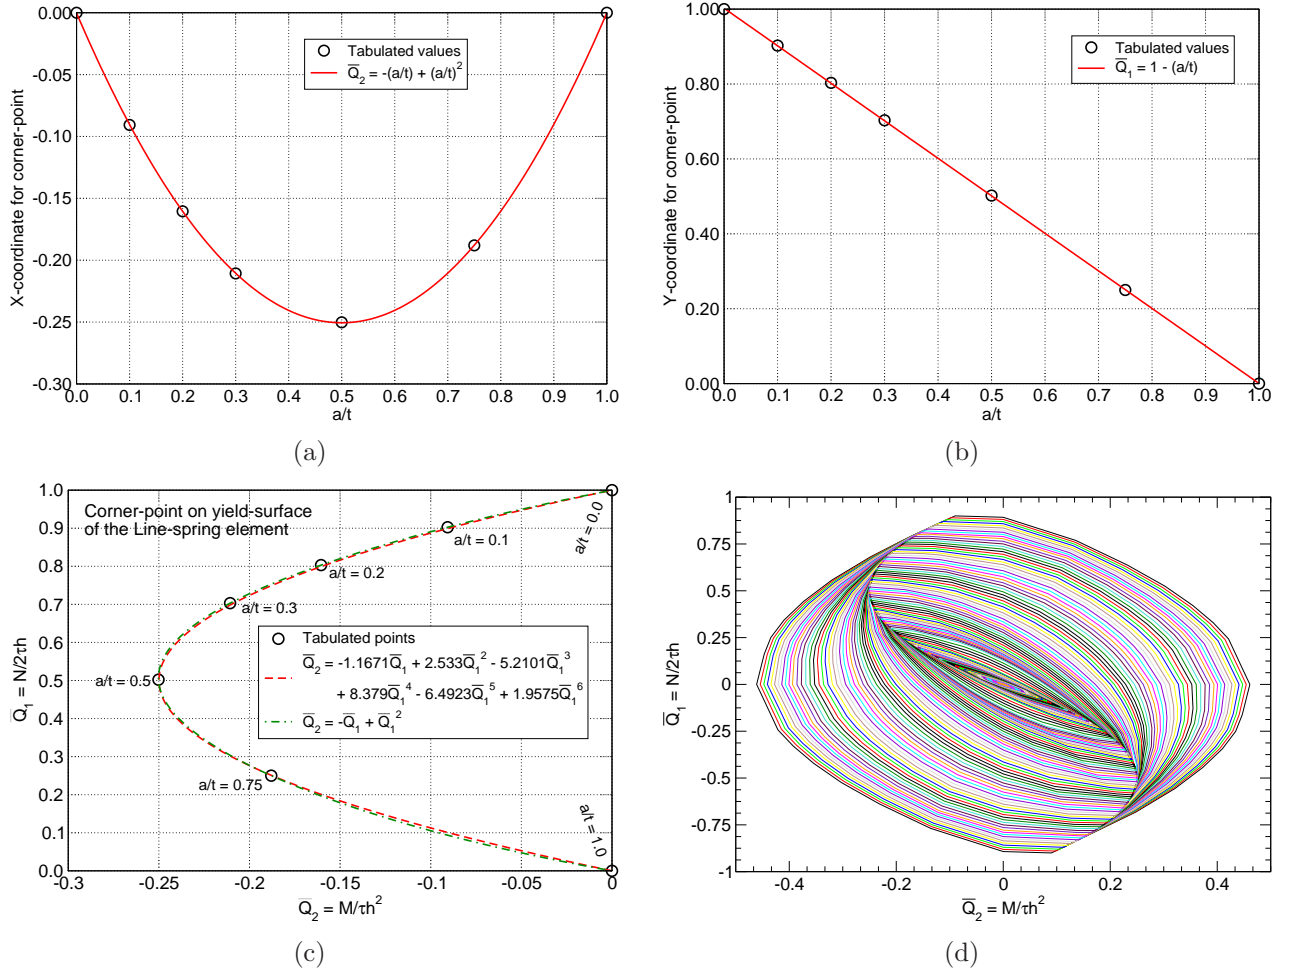 0.00
-0.05
-0.10
-0.15
-0.20
-0.25
-0.30
X-coordinate for corner-point
Tabulated values
Q̅₂ = -(a/t) + (a/t)²
0.0 0.1 0.2 0.3 0.4 0.5 0.6 0.7 0.8 0.9 1.0
a/t
(a)
1.00
0.80
0.60
0.40
0.20
0.00
Y-coordinate for corner-point
Tabulated values
Q̅₁ = 1 - (a/t)
0.0 0.1 0.2 0.3 0.4 0.5 0.6 0.7 0.8 0.9 1.0
a/t
(b)
1.0
0.9
0.8
0.7
0.6
0.5
0.4
0.3
0.2
0.1
0.0
Q̅₁ = N/2τh
Corner-point on yield-surface
of the Line-spring element
a/t = 0.0
a/t = 0.1
a/t = 0.2
a/t = 0.3
a/t = 0.5
a/t = 0.75
a/t = 1.0
Tabulated points
Q̅₂ = -1.1671Q̅₁ + 2.533Q̅₁² - 5.2101Q̅₁³
+ 8.379Q̅₁⁴ - 6.4923Q̅₁⁵ + 1.9575Q̅₁⁶
Q̅₂ = -Q̅₁ + Q̅₁²
-0.3 -0.25 -0.2 -0.15 -0.1 -0.05 0
Q̅₂ = M/τh²
(c)
1
0.75
0.5
0.25
0
-0.25
-0.5
-0.75
-1
Q̅₁ = N/2τh
-0.4 -0.2 0 0.2 0.4
Q̅₂ = M/τh²
(d)